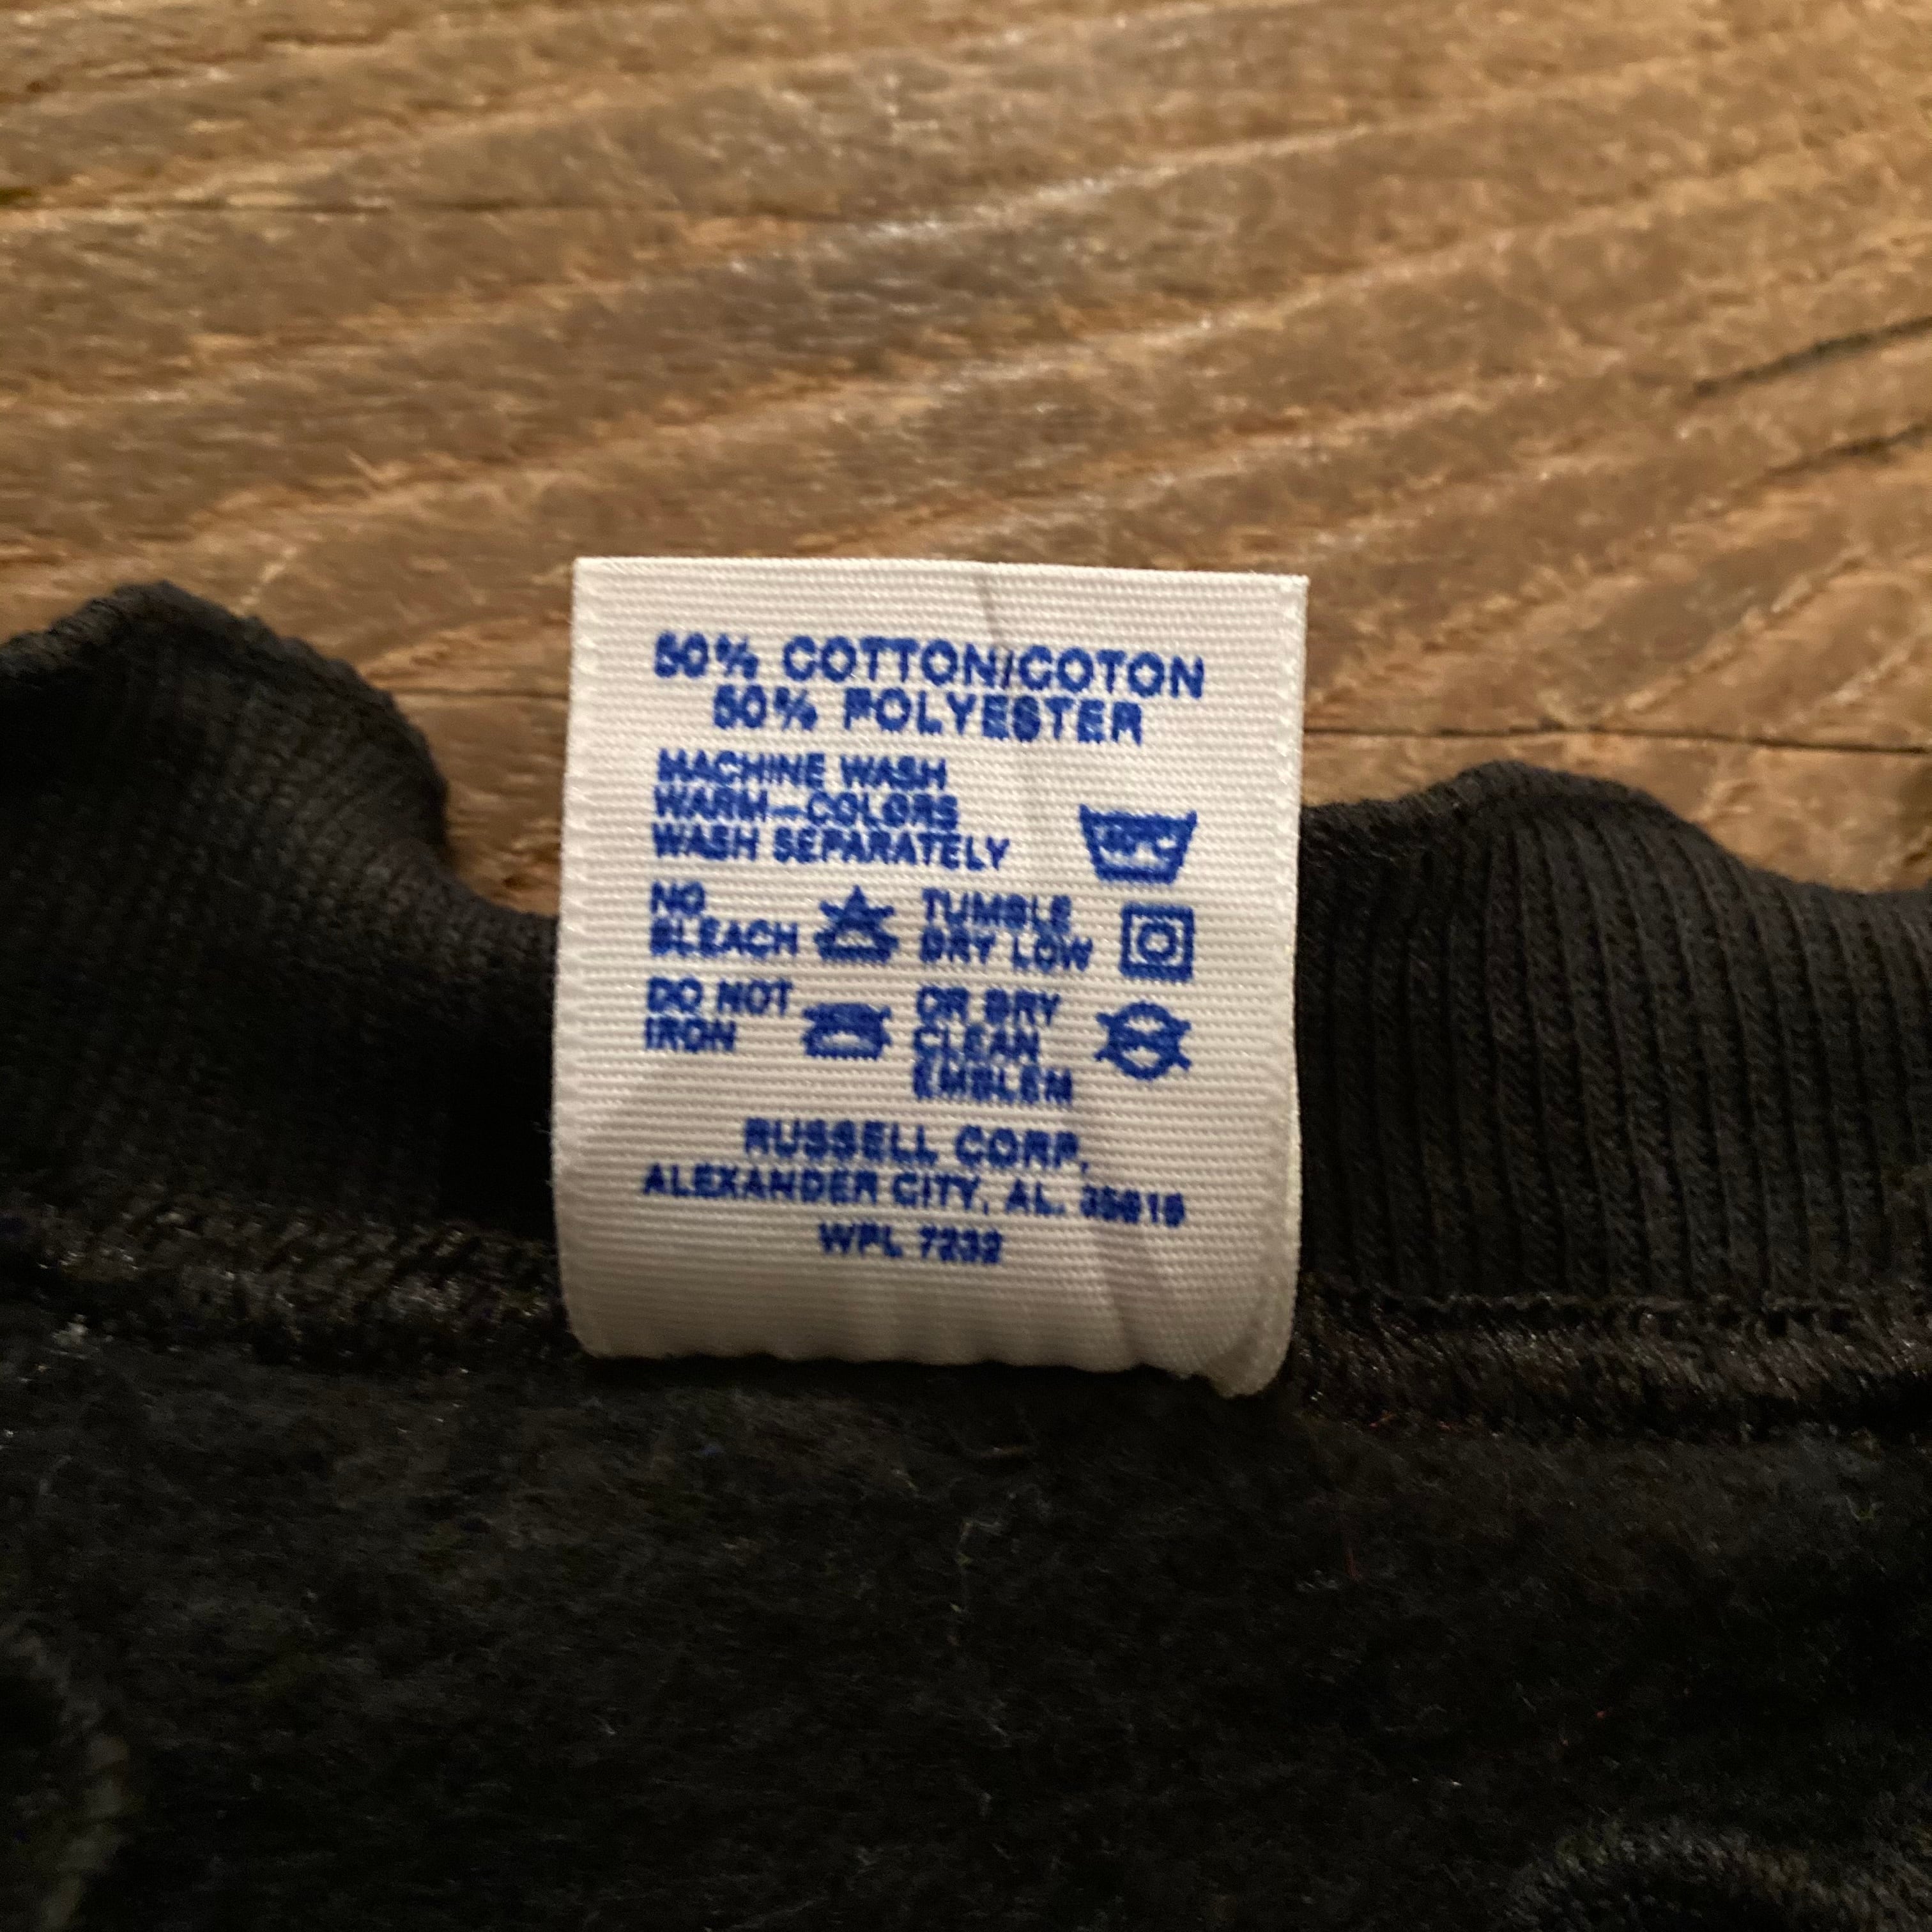 50% COTTON/COTON
50% POLYESTER
MACHINE WASH
WARM—COLORS
WASH SEPARATELY
NO
BLEACH
TUMBLE
DRY LOW
DO NOT
IRON
OR DRY
CLEAN
EMBLEM
RUSSELL CORP.
ALEXANDER CITY, AL.
WPL 7232